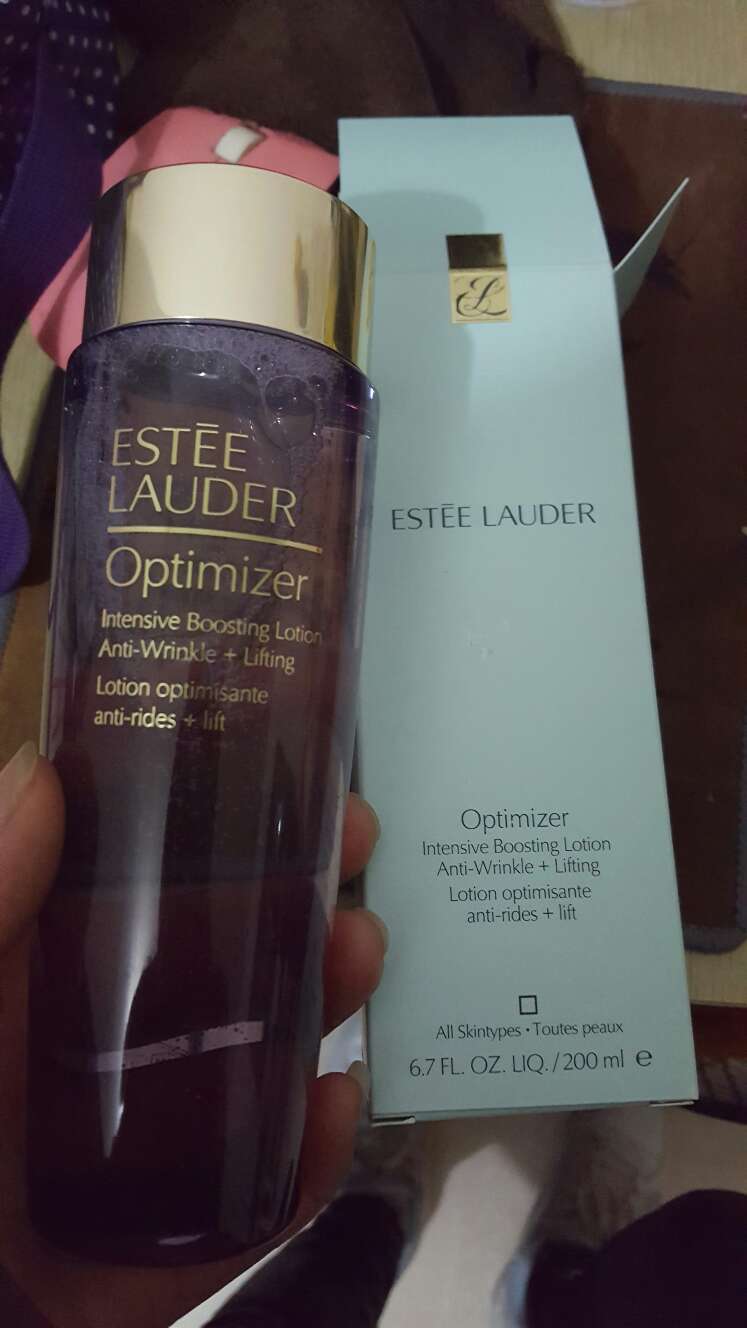 ESTĒE
LAUDER
Optimizer
Intensive Boosting Lotion
Anti-Wrinkle + Lifting
Lotion optimisante
anti-rides + lift
EL
ESTĒE LAUDER
Optimizer
Intensive Boosting Lotion
Anti-Wrinkle + Lifting
Lotion optimisante
anti-rides + lift
All Skintypes • Toutes peaux
6.7 FL. OZ. LIQ. / 200 ml ℮